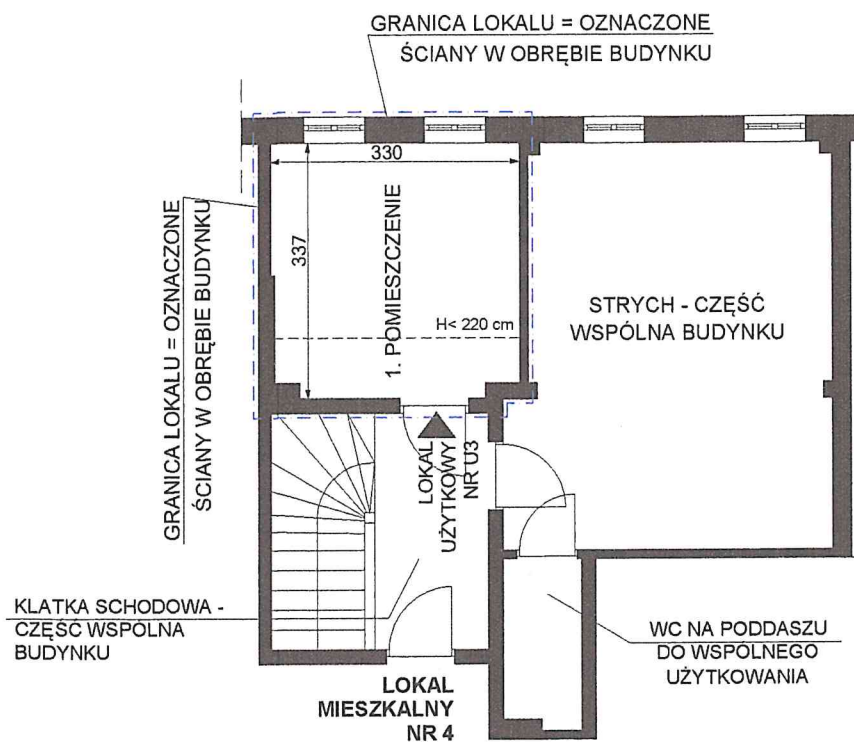 GRANICA LOKALU = OZNACZONE
ŚCIANY W OBRĘBIE BUDYNKU
GRANICA LOKALU = OZNACZONE
ŚCIANY W OBRĘBIE BUDYNKU
330
337
1. POMIESZCZENIE
H< 220 cm
STRYCH - CZĘŚĆ
WSPÓLNA BUDYNKU
LOKAL
UŻYTKOWY
NR U3
KLATKA SCHODOWA -
CZĘŚĆ WSPÓLNA
BUDYNKU
WC NA PODDASZU
DO WSPÓLNEGO
UŻYTKOWANIA
LOKAL
MIESZKALNY
NR 4